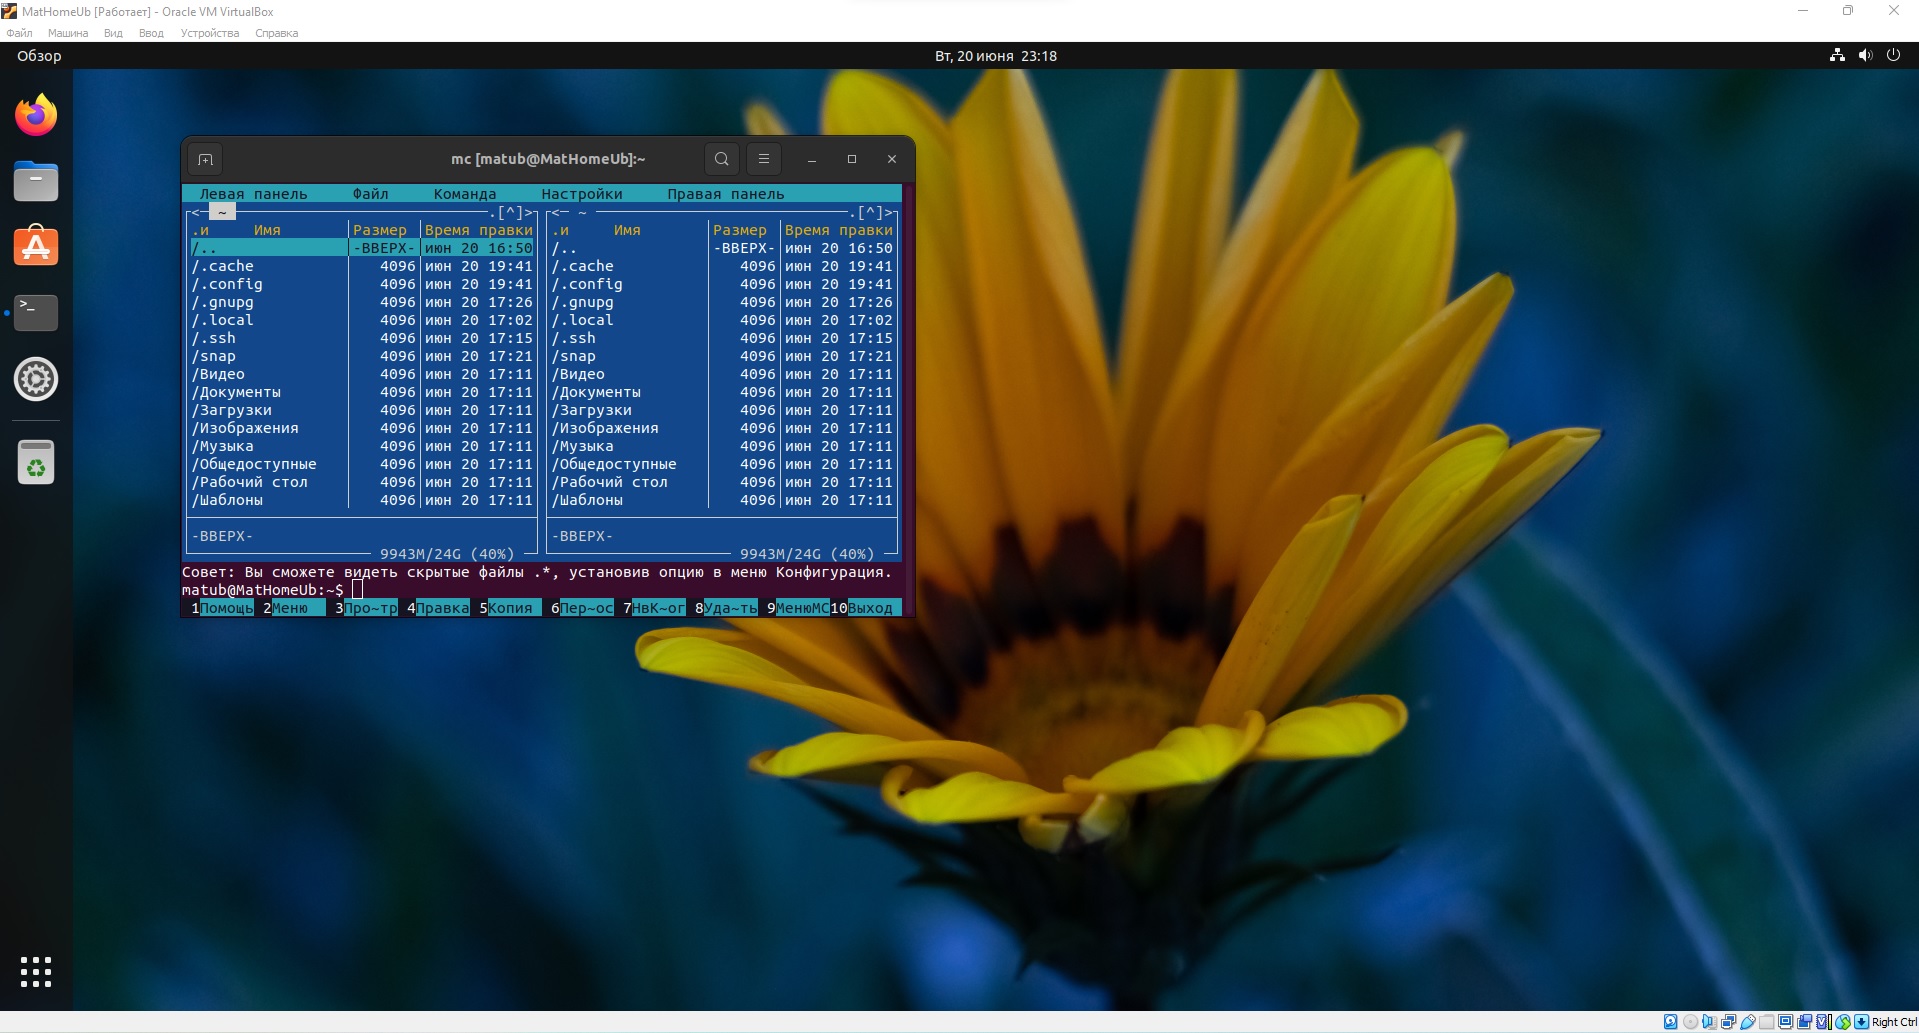 MatHomeUb [Работает] - Oracle VM VirtualBox
Файл Машина Вид Ввод Устройства Справка
Обзор Вт, 20 июня 23:18
mc [matub@MatHomeUb]:~
Левая панель Файл Команда Настройки Правая панель
<─ ~ .[^]> <─ ~ .[^]>
.и Имя Размер Время правки .и Имя Размер Время правки
/.. -ВВЕРХ- июн 20 16:50 /.. -ВВЕРХ- июн 20 16:50
/.cache 4096 июн 20 19:41 /.cache 4096 июн 20 19:41
/.config 4096 июн 20 19:41 /.config 4096 июн 20 19:41
/.gnupg 4096 июн 20 17:26 /.gnupg 4096 июн 20 17:26
/.local 4096 июн 20 17:02 /.local 4096 июн 20 17:02
/.ssh 4096 июн 20 17:15 /.ssh 4096 июн 20 17:15
/snap 4096 июн 20 17:21 /snap 4096 июн 20 17:21
/Видео 4096 июн 20 17:11 /Видео 4096 июн 20 17:11
/Документы 4096 июн 20 17:11 /Документы 4096 июн 20 17:11
/Загрузки 4096 июн 20 17:11 /Загрузки 4096 июн 20 17:11
/Изображения 4096 июн 20 17:11 /Изображения 4096 июн 20 17:11
/Музыка 4096 июн 20 17:11 /Музыка 4096 июн 20 17:11
/Общедоступные 4096 июн 20 17:11 /Общедоступные 4096 июн 20 17:11
/Рабочий стол 4096 июн 20 17:11 /Рабочий стол 4096 июн 20 17:11
/Шаблоны 4096 июн 20 17:11 /Шаблоны 4096 июн 20 17:11
-ВВЕРХ- -ВВЕРХ-
9943M/24G (40%) 9943M/24G (40%)
Совет: Вы сможете видеть скрытые файлы .*, установив опцию в меню Конфигурация.
matub@MatHomeUb:~$
1Помощь 2Меню 3Про~тр 4Правка 5Копия 6Пер~ос 7НвК~ог 8Уда~ть 9МенюMC 10Выход
Right Ctrl